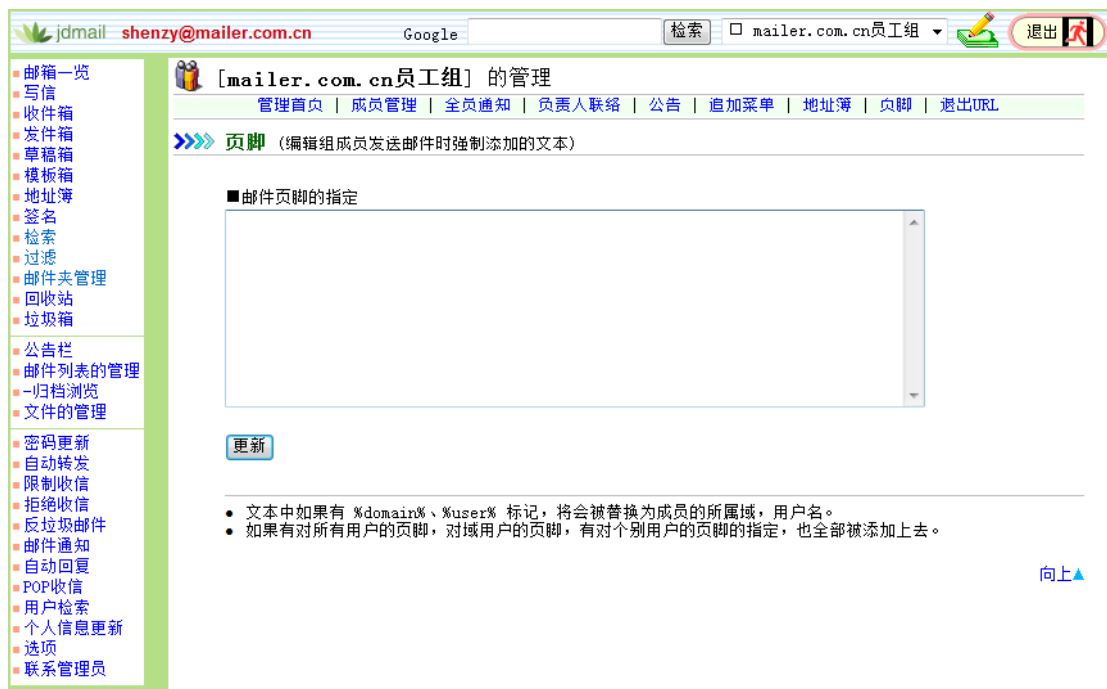 jdmail shenzy@mailer.com.cn Google 检索 mailer.com.cn员工组 退出
邮箱一览
写信
收件箱
发件箱
草稿箱
模板箱
地址簿
签名
检索
过滤
邮件夹管理
回收站
垃圾箱
公告栏
邮件列表的管理
-归档浏览
文件的管理
密码更新
自动转发
限制收信
拒绝收信
反垃圾邮件
邮件通知
自动回复
POP收信
用户检索
个人信息更新
选项
联系管理员
[mailer.com.cn员工组] 的管理
管理首页 | 成员管理 | 全员通知 | 负责人联络 | 公告 | 追加菜单 | 地址簿 | 页脚 | 退出URL
页脚 (编辑组成员发送邮件时强制添加的文本)
■邮件页脚的指定
更新
● 文本中如果有 %domain%、%user% 标记，将会被替换为成员的所属域，用户名。
● 如果有对所有用户的页脚，对域用户的页脚，有对个别用户的页脚的指定，也全部被添加上去。
向上▲